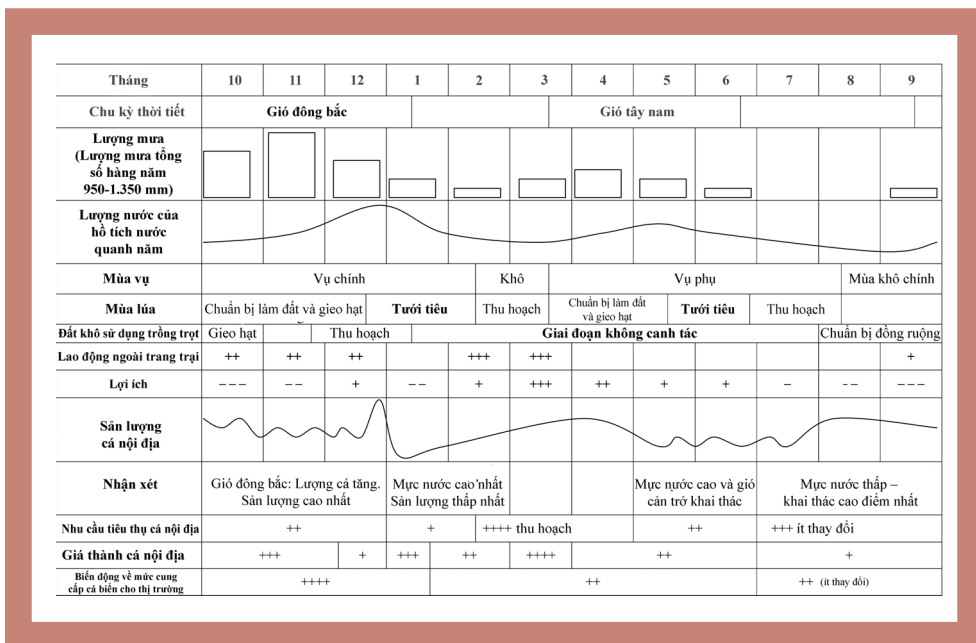 Tháng 10 11 12 1 2 3 4 5 6 7 8 9
Chu kỳ thời tiết Gió đông bắc Gió tây nam
Lượng mưa
(Lượng mưa tổng
số hàng năm
950-1.350 mm)
Lượng nước của
hồ tích nước
quanh năm
Mùa vụ Vụ chính Khô Vụ phụ Mùa khô chính
Mùa lúa Chuẩn bị làm đất và gieo hạt Tưới tiêu Thu hoạch Chuẩn bị làm đất
và gieo hạt Tưới tiêu Thu hoạch
Đất khô sử dụng trồng trọt Gieo hạt Thu hoạch Giai đoạn không canh tác Chuẩn bị đồng ruộng
Lao động ngoài trang trại ++ ++ ++ +++ +++ +
Lợi ích −−− −− + −− + +++ ++ + + − −− −−−
Sản lượng
cá nội địa
Nhận xét
Gió đông bắc: Lượng cá tăng.
Sản lượng cao nhất
Mực nước cao nhất
Sản lượng thấp nhất
Mực nước cao và gió
cản trở khai thác
Mực nước thấp –
khai thác cao điểm nhất
Nhu cầu tiêu thụ cá nội địa ++ + ++++ thu hoạch ++ +++ ít thay đổi
Giá thành cá nội địa +++ + +++ ++ ++++ ++ +
Biến động về mức cung
cấp cá biển cho thị trường ++++ ++ ++ (ít thay đổi)